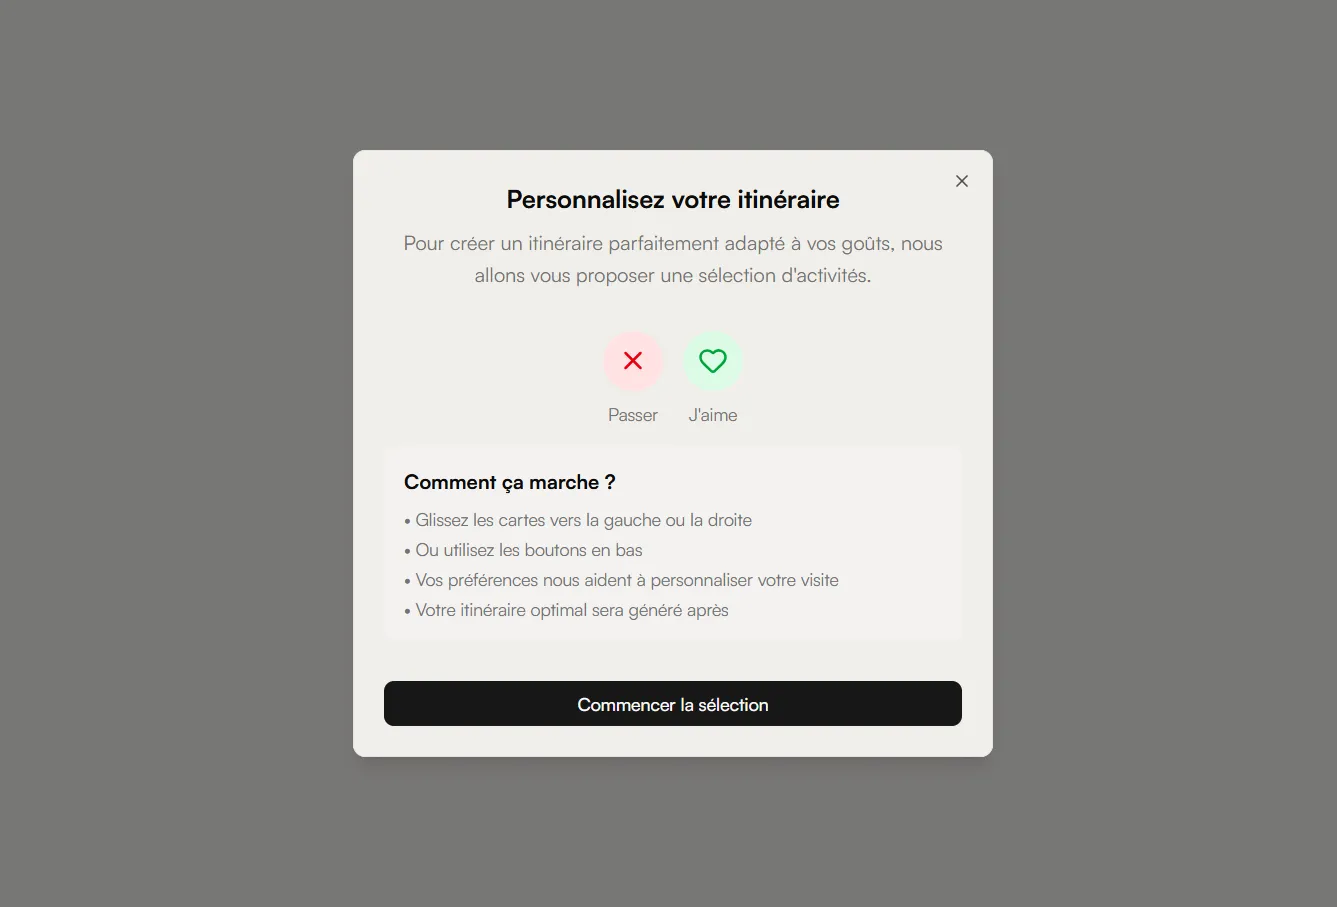 Personnalisez votre itinéraire
Pour créer un itinéraire parfaitement adapté à vos goûts, nous
allons vous proposer une sélection d'activités.
Passer
J'aime
Comment ça marche ?
• Glissez les cartes vers la gauche ou la droite
• Ou utilisez les boutons en bas
• Vos préférences nous aident à personnaliser votre visite
• Votre itinéraire optimal sera généré après
Commencer la sélection